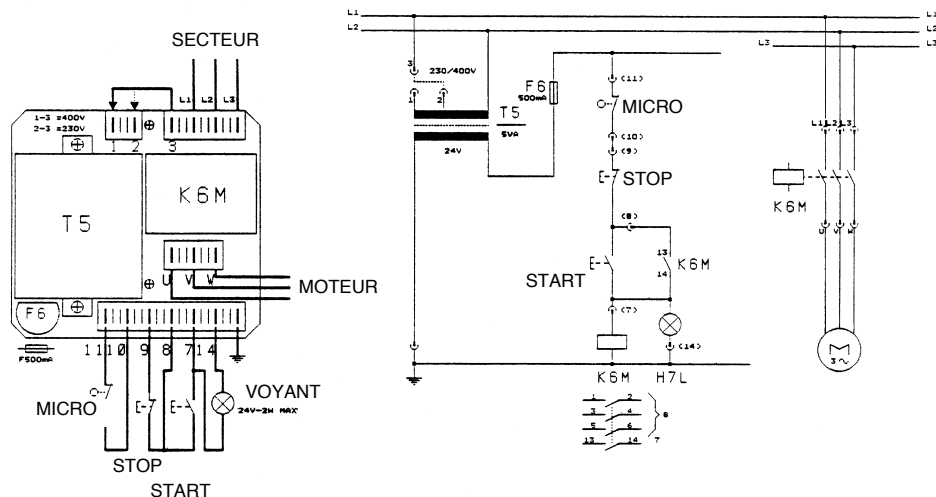 SECTEUR
L1 L2 L3
1-3 =400V
2-3 =230V
1 2 3
T5
K6M
U V W
MOTEUR
F6
F500mA
11 10 9 8 7 14
MICRO
VOYANT
24V-2W MAX
STOP
START
L1 L1
L2 L2
L3 L3
3
230/400V
1 2
T5
5VA
24V
F6
500mA
(11)
MICRO
(10)
(9)
STOP
(8)
START
13
14
K6M
(7)
(14)
K6M H7L
1 2
3 4
5 6
13 14
8
7
L1 L2 L3
K6M
U V W
M
3~